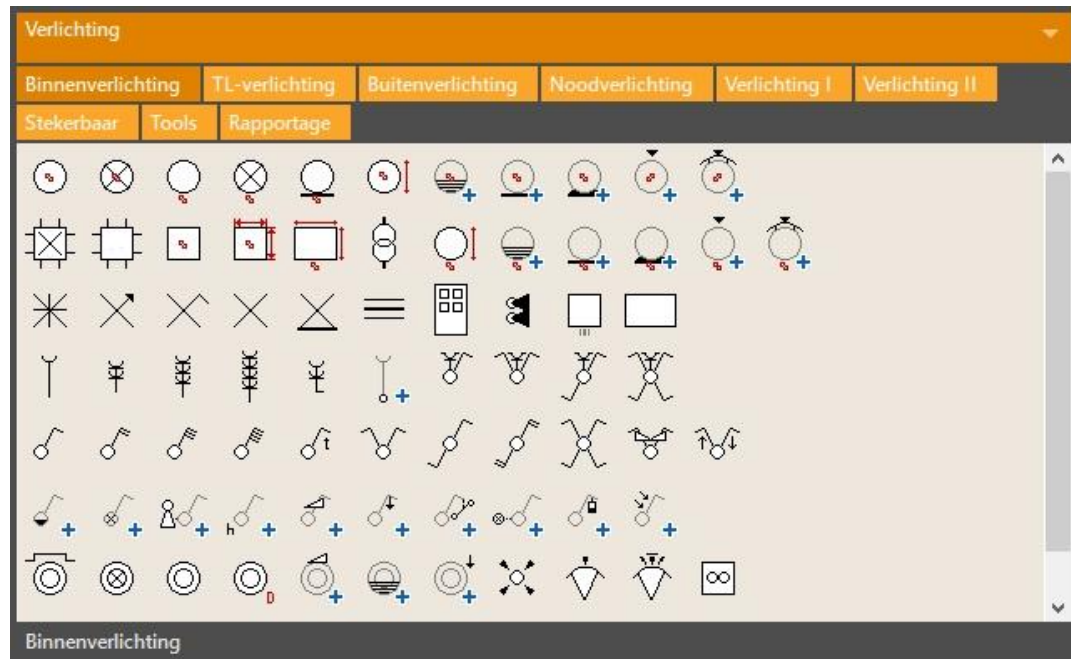 Verlichting
Binnenverlichting TL-verlichting Buitenverlichting Noodverlichting Verlichting I Verlichting II
Stekerbaar Tools Rapportage
t
h
D
Binnenverlichting